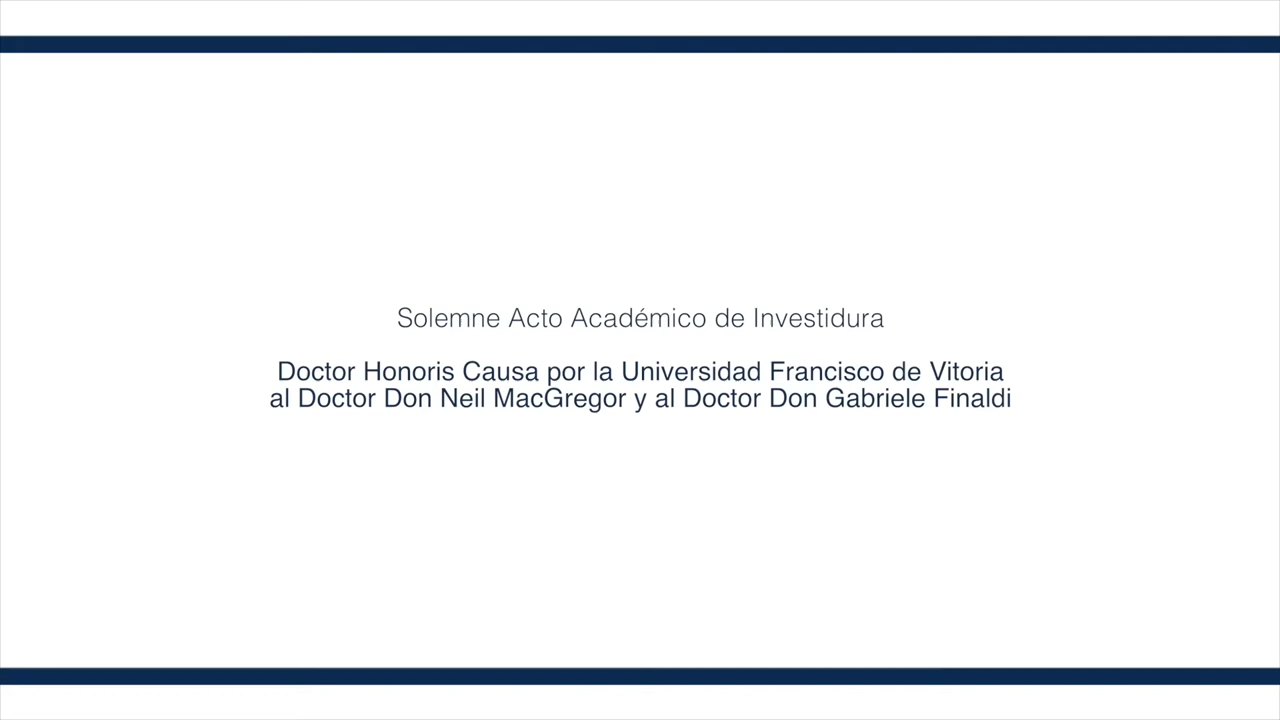 Solemne Acto Académico de Investidura
Doctor Honoris Causa por la Universidad Francisco de Vitoria
al Doctor Don Neil MacGregor y al Doctor Don Gabriele Finaldi